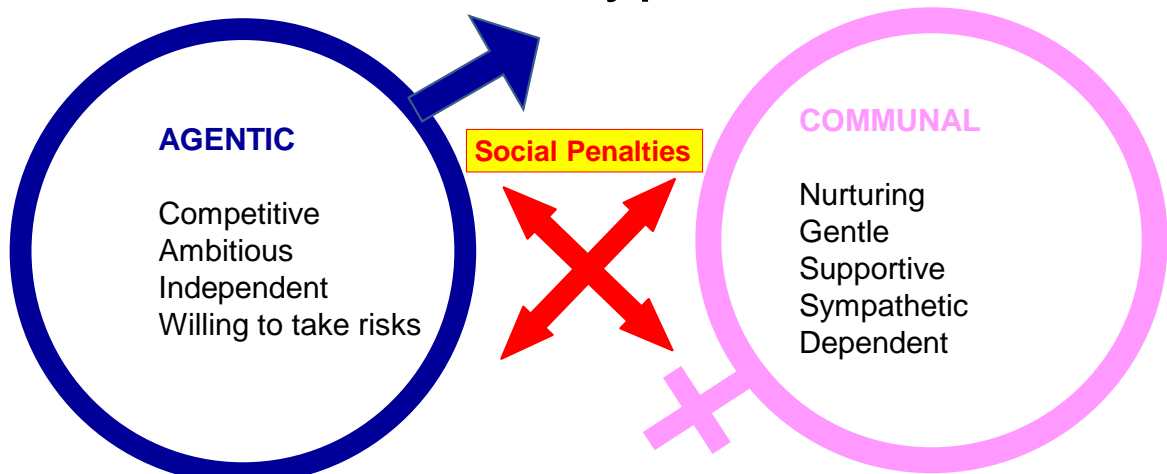 AGENTIC
Competitive
Ambitious
Independent
Willing to take risks
Social Penalties
COMMUNAL
Nurturing
Gentle
Supportive
Sympathetic
Dependent